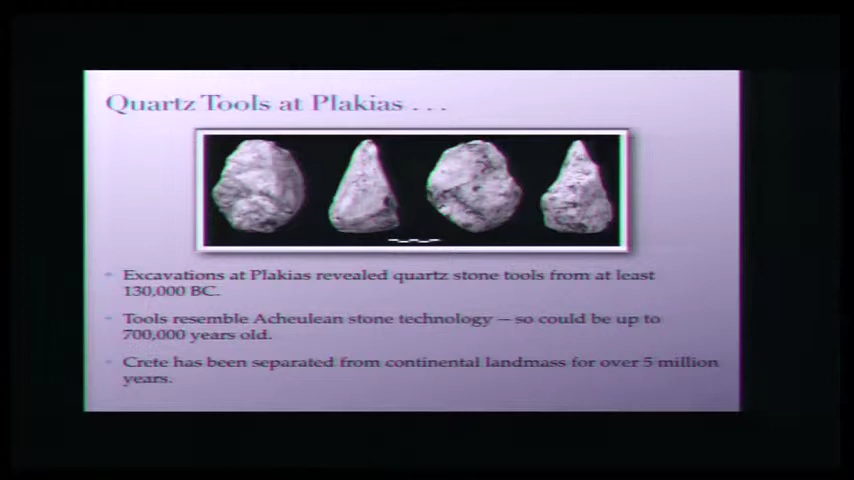 Quartz Tools at Plakias . . .
Excavations at Plakias revealed quartz stone tools from at least
130,000 BC.
Tools resemble Acheulean stone technology – so could be up to
700,000 years old.
Crete has been separated from continental landmass for over 5 million
years.